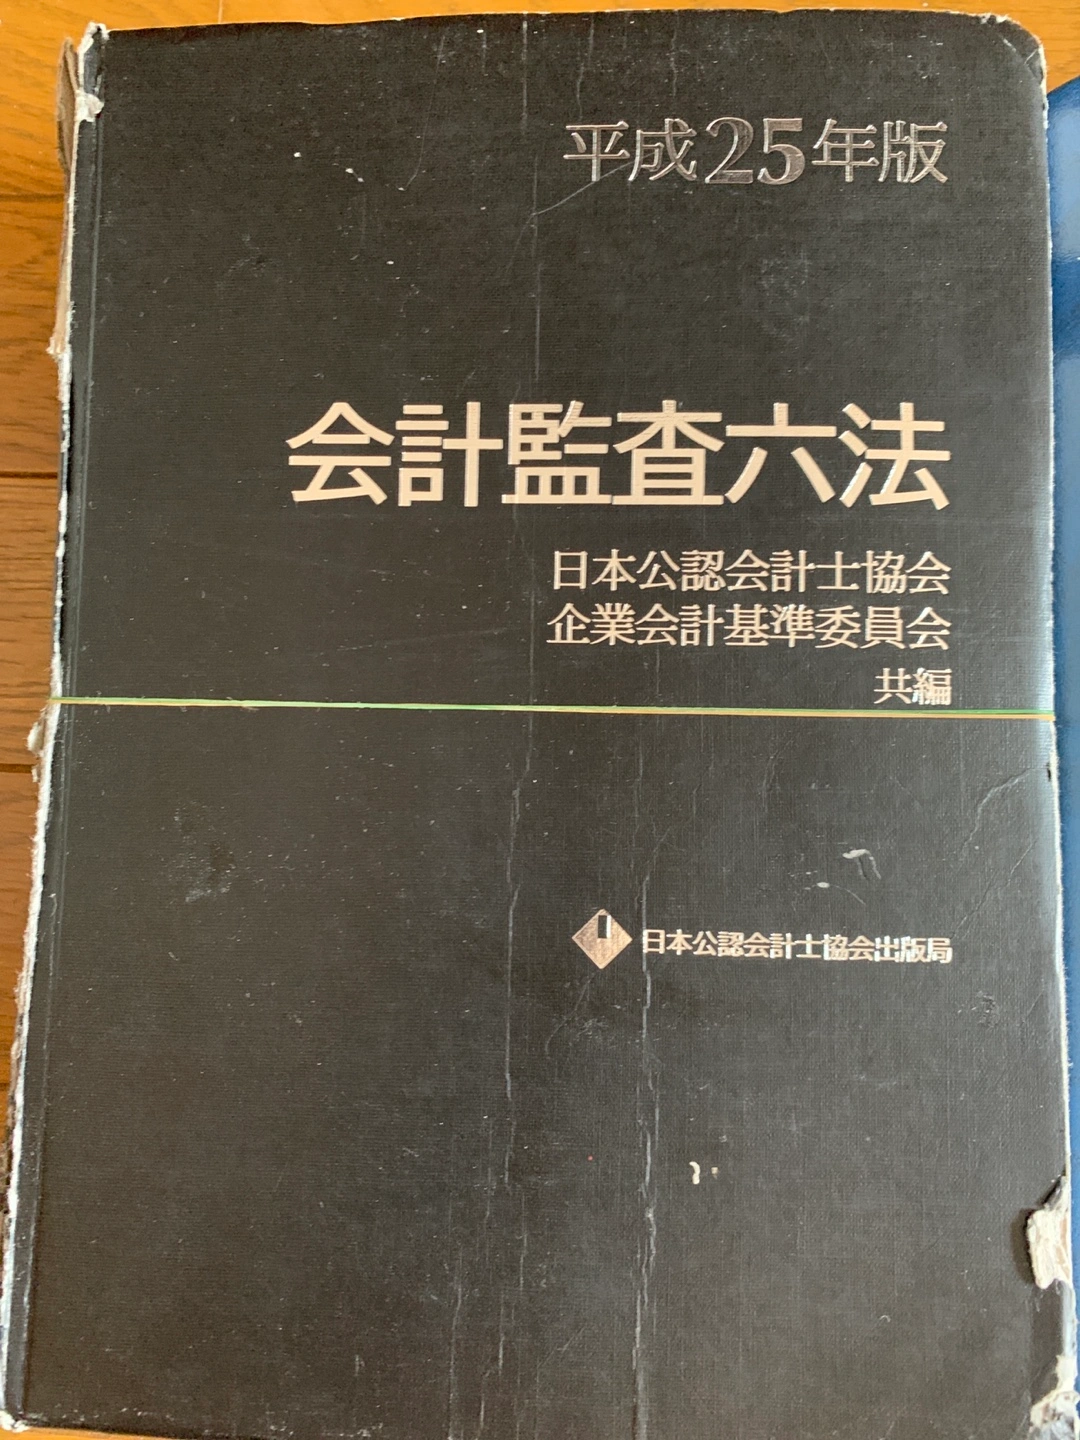 平成25年版
会計監査六法
日本公認会計士協会
企業会計基準委員会
共編
日本公認会計士協会出版局